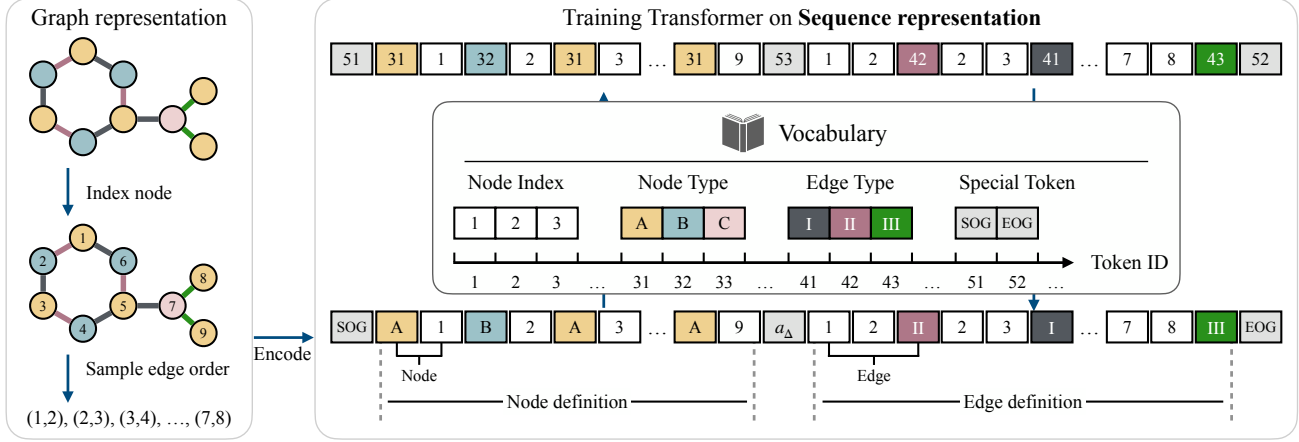 Graph representation
Index node
1
2 6
8
3 5 7
4 9
Sample edge order
(1,2), (2,3), (3,4), …, (7,8)
Encode
Training Transformer on Sequence representation
51 31 1 32 2 31 3 … 31 9 53 1 2 42 2 3 41 … 7 8 43 52
Vocabulary
Node Index Node Type Edge Type Special Token
1 2 3 A B C I II III SOG EOG
Token ID
1 2 3 … 31 32 33 … 41 42 43 … 51 52 …
SOG A 1 B 2 A 3 … A 9 a_Δ 1 2 II 2 3 I … 7 8 III EOG
Node Edge
Node definition Edge definition